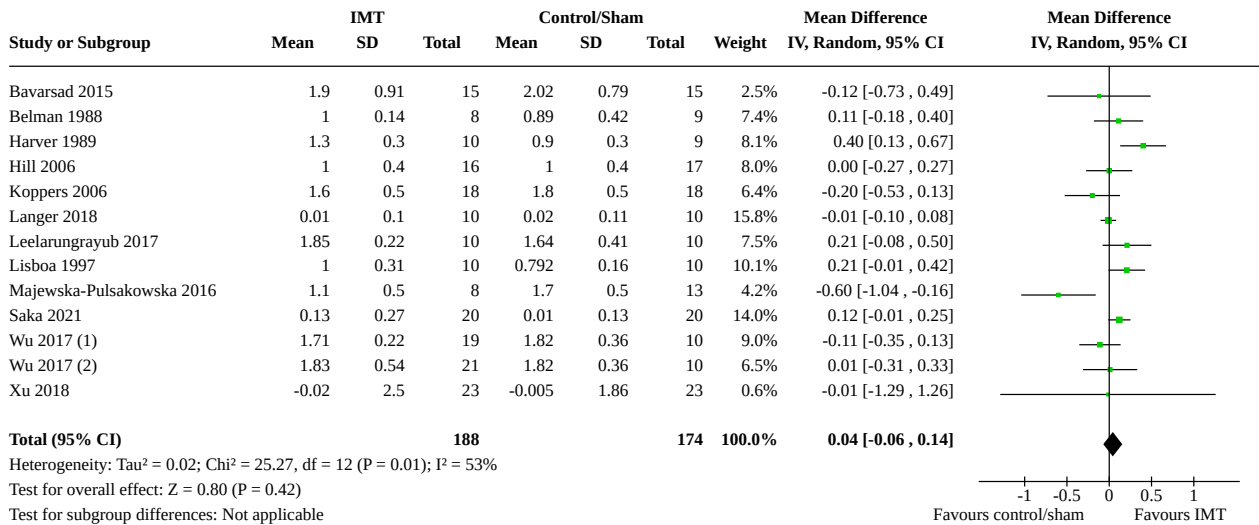 IMT Control/Sham Mean Difference Mean Difference
Study or Subgroup Mean SD Total Mean SD Total Weight IV, Random, 95% CI IV, Random, 95% CI
Bavarsad 2015 1.9 0.91 15 2.02 0.79 15 2.5% -0.12 [-0.73 , 0.49]
Belman 1988 1 0.14 8 0.89 0.42 9 7.4% 0.11 [-0.18 , 0.40]
Harver 1989 1.3 0.3 10 0.9 0.3 9 8.1% 0.40 [0.13 , 0.67]
Hill 2006 1 0.4 16 1 0.4 17 8.0% 0.00 [-0.27 , 0.27]
Koppers 2006 1.6 0.5 18 1.8 0.5 18 6.4% -0.20 [-0.53 , 0.13]
Langer 2018 0.01 0.1 10 0.02 0.11 10 15.8% -0.01 [-0.10 , 0.08]
Leelarungrayub 2017 1.85 0.22 10 1.64 0.41 10 7.5% 0.21 [-0.08 , 0.50]
Lisboa 1997 1 0.31 10 0.792 0.16 10 10.1% 0.21 [-0.01 , 0.42]
Majewska-Pulsakowska 2016 1.1 0.5 8 1.7 0.5 13 4.2% -0.60 [-1.04 , -0.16]
Saka 2021 0.13 0.27 20 0.01 0.13 20 14.0% 0.12 [-0.01 , 0.25]
Wu 2017 (1) 1.71 0.22 19 1.82 0.36 10 9.0% -0.11 [-0.35 , 0.13]
Wu 2017 (2) 1.83 0.54 21 1.82 0.36 10 6.5% 0.01 [-0.31 , 0.33]
Xu 2018 -0.02 2.5 23 -0.005 1.86 23 0.6% -0.01 [-1.29 , 1.26]
Total (95% CI) 188 174 100.0% 0.04 [-0.06 , 0.14]
Heterogeneity: Tau² = 0.02; Chi² = 25.27, df = 12 (P = 0.01); I² = 53%
Test for overall effect: Z = 0.80 (P = 0.42)
-1 -0.5 0 0.5 1
Test for subgroup differences: Not applicable Favours control/sham Favours IMT